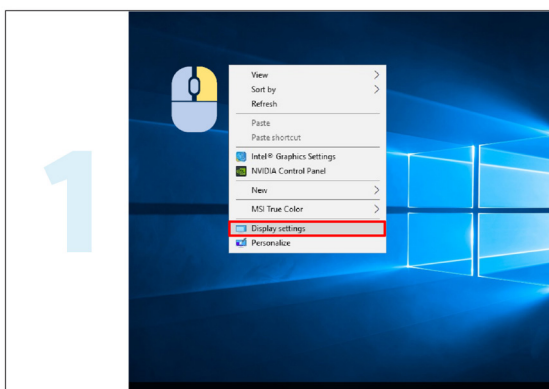 1
View
Sort by
Refresh
Paste
Paste shortcut
Intel® Graphics Settings
NVIDIA Control Panel
New
MSI True Color
Display settings
Personalize